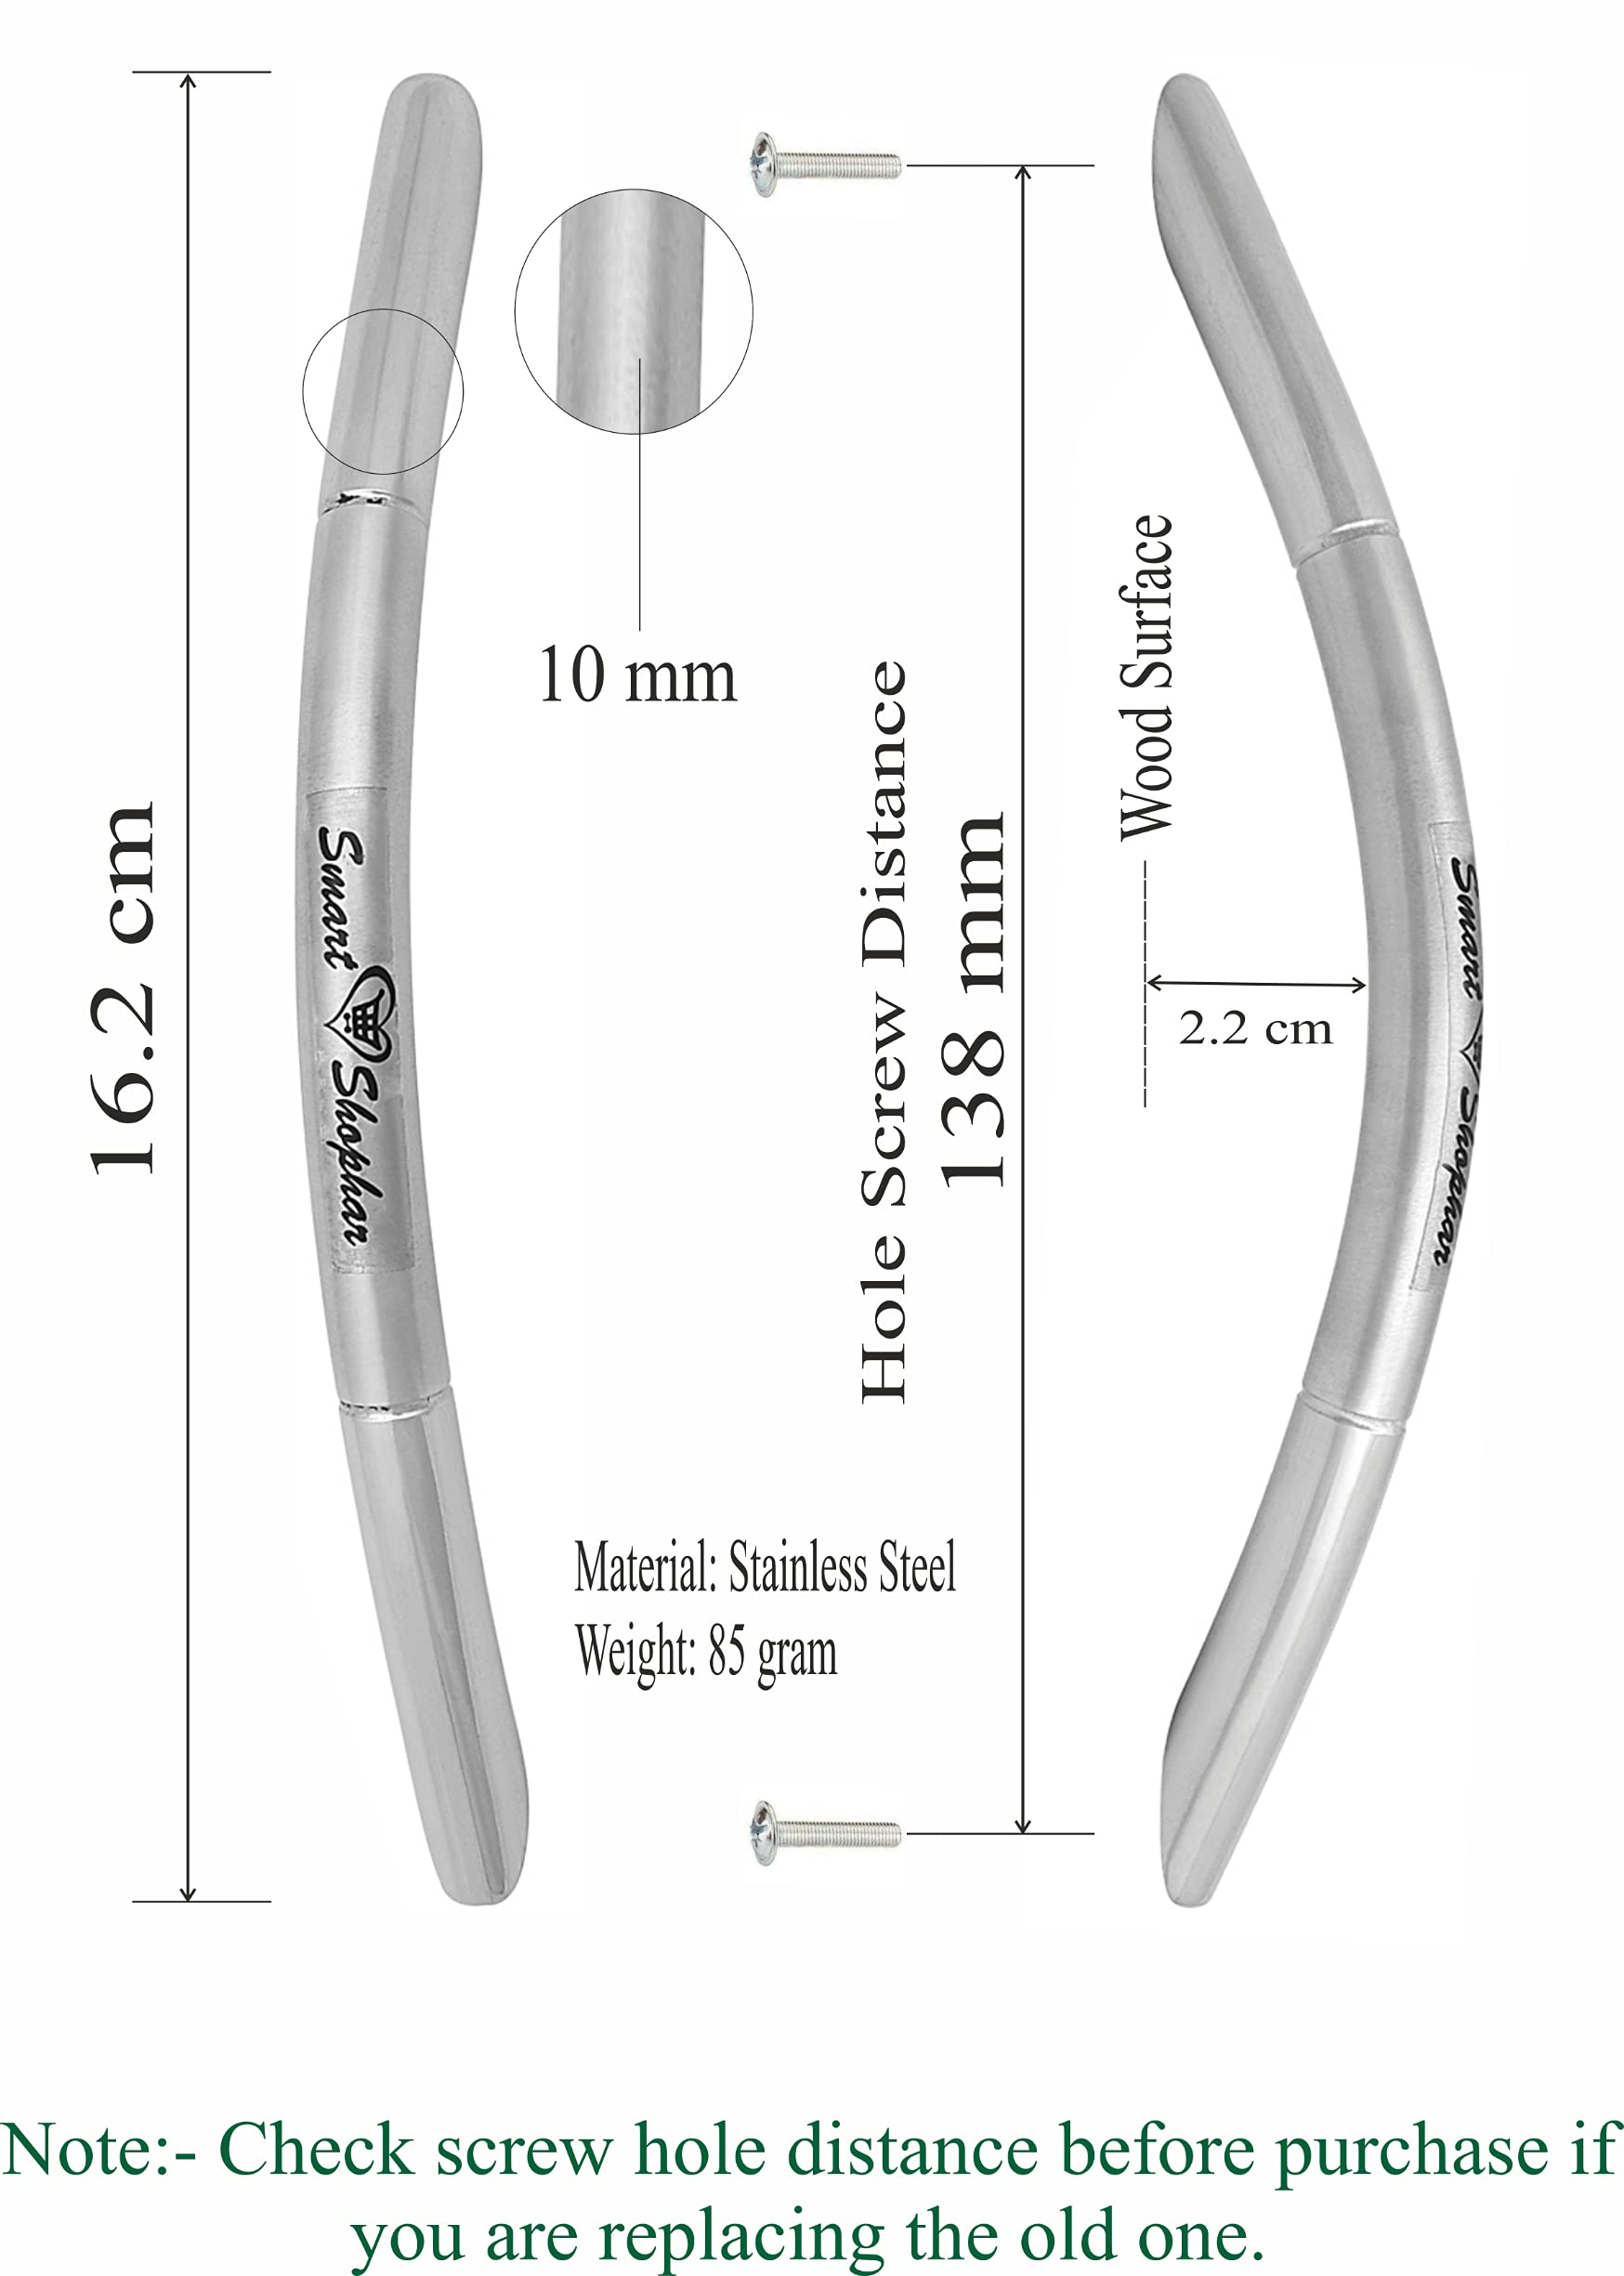 16.2 cm
Smart Shophar
10 mm
Hole Screw Distance
138 mm
Wood Surface
2.2 cm
Smart Shophar
Material: Stainless Steel
Weight: 85 gram
Note:- Check screw hole distance before purchase if
you are replacing the old one.